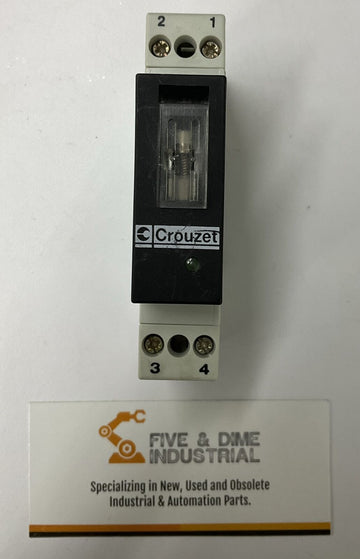 2 1
Crouzet
3 4
FIVE & DIME
INDUSTRIAL
Specializing in New, Used and Obsolete
Industrial & Automation Parts.